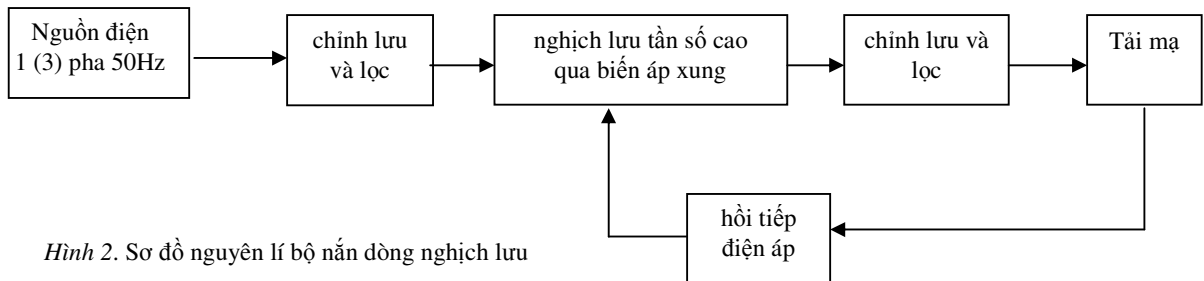 Nguồn điện
1 (3) pha 50Hz
chỉnh lưu
và lọc
nghịch lưu tần số cao
qua biến áp xung
chỉnh lưu và
lọc
Tải mạ
hồi tiếp
điện áp
Hình 2. Sơ đồ nguyên lí bộ nắn dòng nghịch lưu